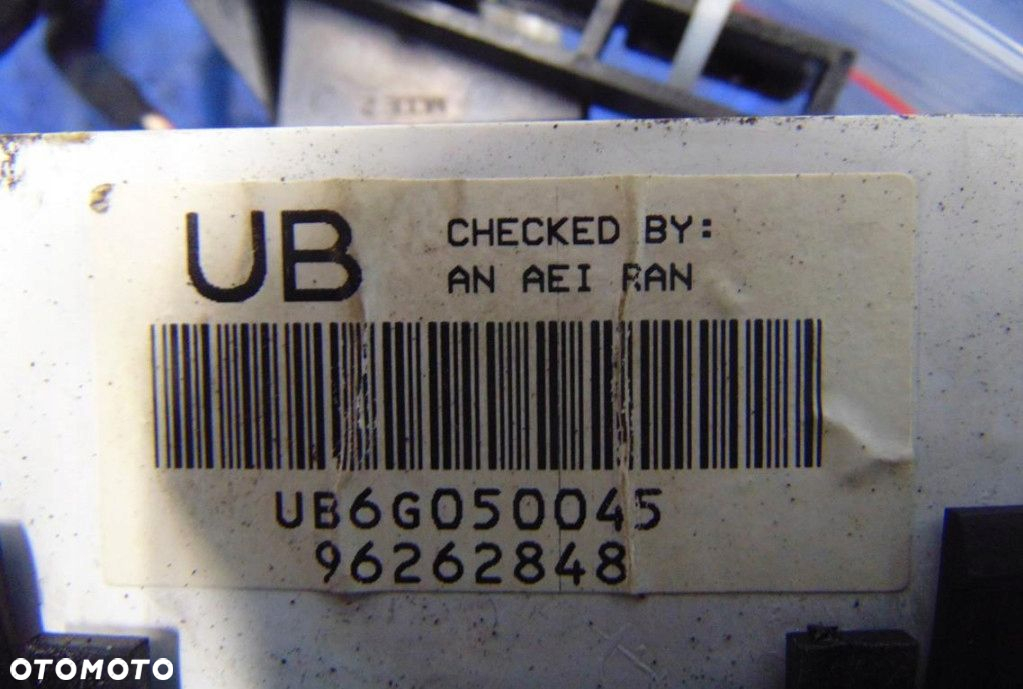 UB
CHECKED BY:
AN AEI RAN
UB6G050045
96262848
OTOMOTO